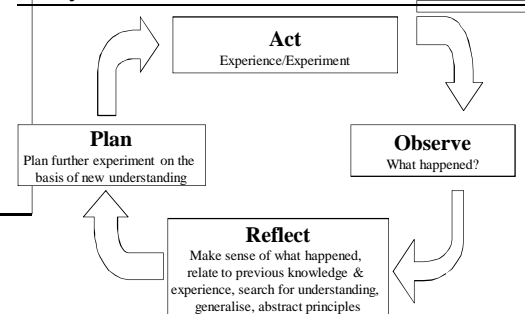 Act
Experience/Experiment
Plan
Plan further experiment on the
basis of new understanding
Observe
What happened?
Reflect
Make sense of what happened,
relate to previous knowledge &
experience, search for understanding,
generalise, abstract principles